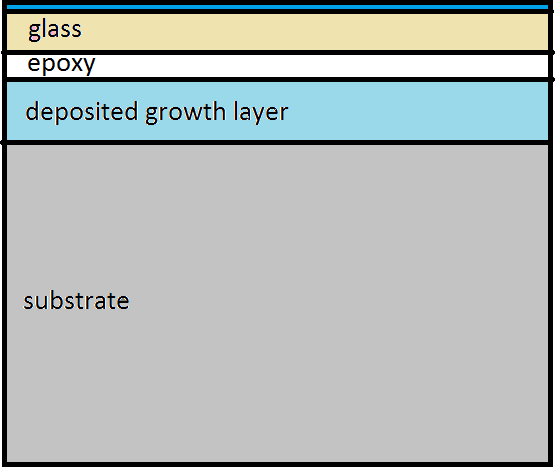 glass
epoxy
deposited growth layer
substrate